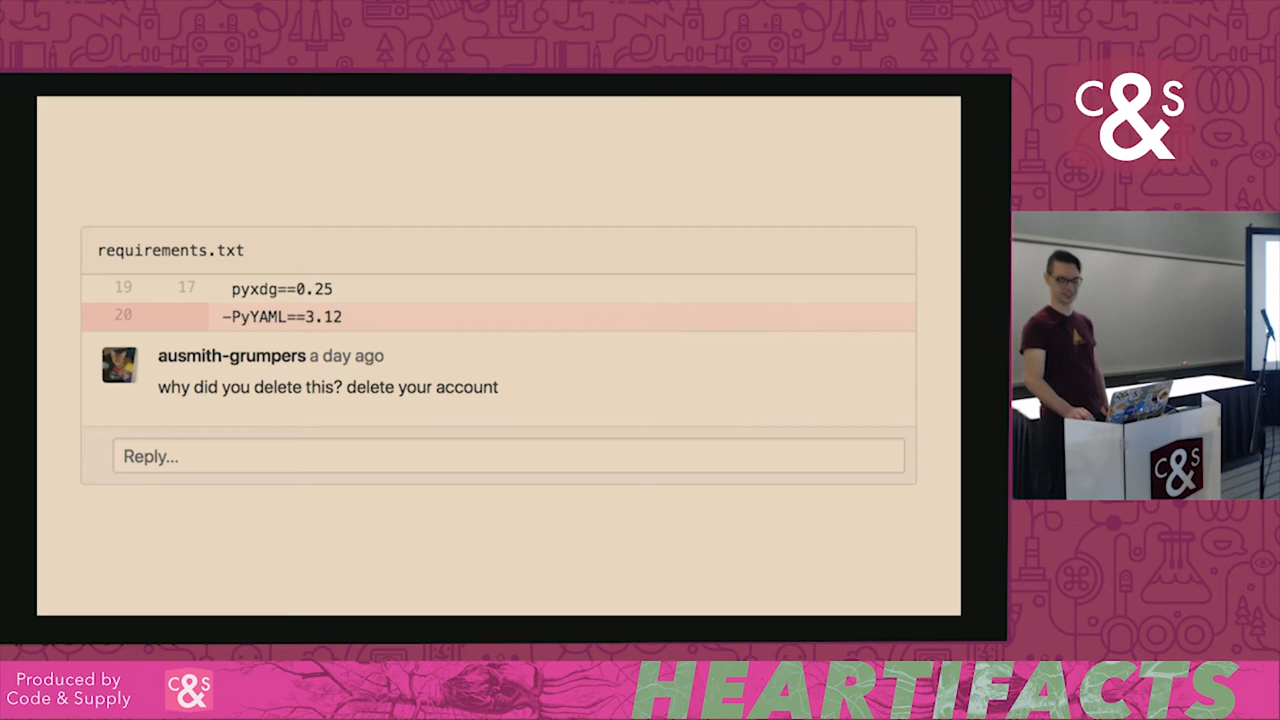 C&S
requirements.txt
19 17 pyxdg==0.25
20 -PyYAML==3.12
ausmith-grumpers a day ago
why did you delete this? delete your account
Reply...
C&S
Produced by
Code & Supply
C&S
HEARTIFACTS